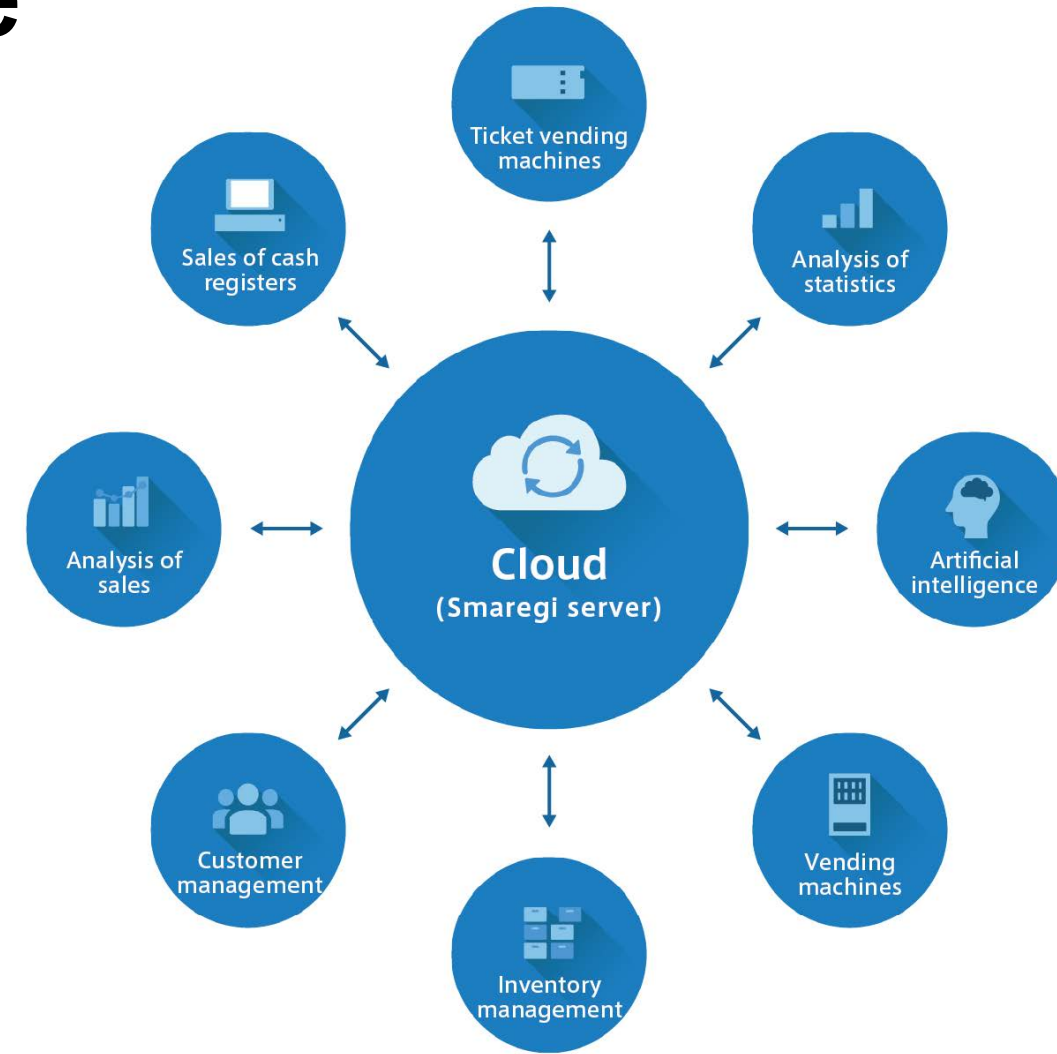 e
Ticket vending
machines
Sales of cash
registers
Analysis of
statistics
Analysis of
sales
Cloud
(Smaregi server)
Artificial
intelligence
Customer
management
Vending
machines
Inventory
management